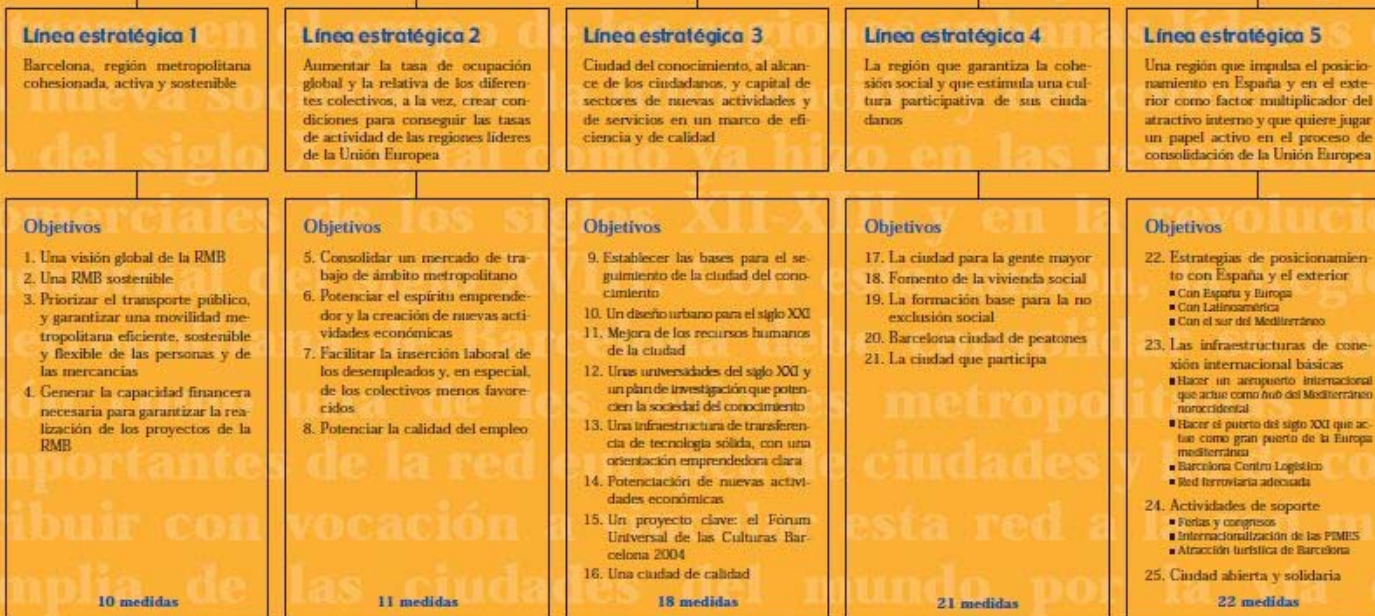 Línea estratégica 1
Barcelona, región metropolitana
cohesionada, activa y sostenible
Línea estratégica 2
Aumentar la tasa de ocupación
global y la relativa de los diferen-
tes colectivos, a la vez, crear con-
diciones para conseguir las tasas
de actividad de las regiones líderes
de la Unión Europea
Línea estratégica 3
Ciudad del conocimiento, al alcan-
ce de los ciudadanos, y capital de
sectores de nuevas actividades y
de servicios en un marco de efi-
ciencia y de calidad
Línea estratégica 4
La región que garantiza la cohe-
sión social y que estimula una cul-
tura participativa de sus ciuda-
danos
Línea estratégica 5
Una región que impulsa el posicio-
namiento en España y en el exte-
rior como factor multiplicador del
atractivo interno y que quiere jugar
un papel activo en el proceso de
consolidación de la Unión Europea
Objetivos
1. Una visión global de la RMB
2. Una RMB sostenible
3. Priorizar el transporte público,
y garantizar una movilidad me-
tropolitana eficiente, sostenible
y flexible de las personas y de
las mercancías
4. Generar la capacidad financera
necesaria para garantizar la rea-
lización de los proyectos de la
RMB
10 medidas
Objetivos
5. Consolidar un mercado de tra-
bajo de ámbito metropolitano
6. Potenciar el espíritu emprende-
dor y la creación de nuevas acti-
vidades económicas
7. Facilitar la inserción laboral de
los desempleados y, en especial,
de los colectivos menos favore-
cidos
8. Potenciar la calidad del empleo
11 medidas
Objetivos
9. Establecer las bases para el se-
guimiento de la ciudad del cono-
cimiento
10. Un diseño urbano para el siglo XXI
11. Mejora de los recursos humanos
de la ciudad
12. Unas universidades del siglo XXI y
un plan de investigación que poten-
cien la sociedad del conocimiento
13. Una infraestructura de transferen-
cia de tecnología sólida, con una
orientación emprendedora clara
14. Potenciación de nuevas activi-
dades económicas
15. Un proyecto clave: el Fórum
Universal de las Culturas Bar-
celona 2004
16. Una ciudad de calidad
18 medidas
Objetivos
17. La ciudad para la gente mayor
18. Fomento de la vivienda social
19. La formación base para la no
exclusión social
20. Barcelona ciudad de peatones
21. La ciudad que participa
21 medidas
Objetivos
22. Estrategias de posicionamien-
to con España y el exterior
■ Con España y Europa
■ Con Latinoamérica
■ Con el sur del Mediterráneo
23. Las infraestructuras de cone-
xión internacional básicas
■ Hacer un aeropuerto internacional
que actue como hub del Mediterráneo
noroccidental
■ Hacer el puerto del siglo XXI que ac-
tue como gran puerto de la Europa
mediterránea
■ Barcelona Centro Logístico
■ Red ferroviaria adecuada
24. Actividades de soporte
■ Ferias y congresos
■ Internacionalización de las PIMES
■ Atracción turística de Barcelona
25. Ciudad abierta y solidaria
22 medidas